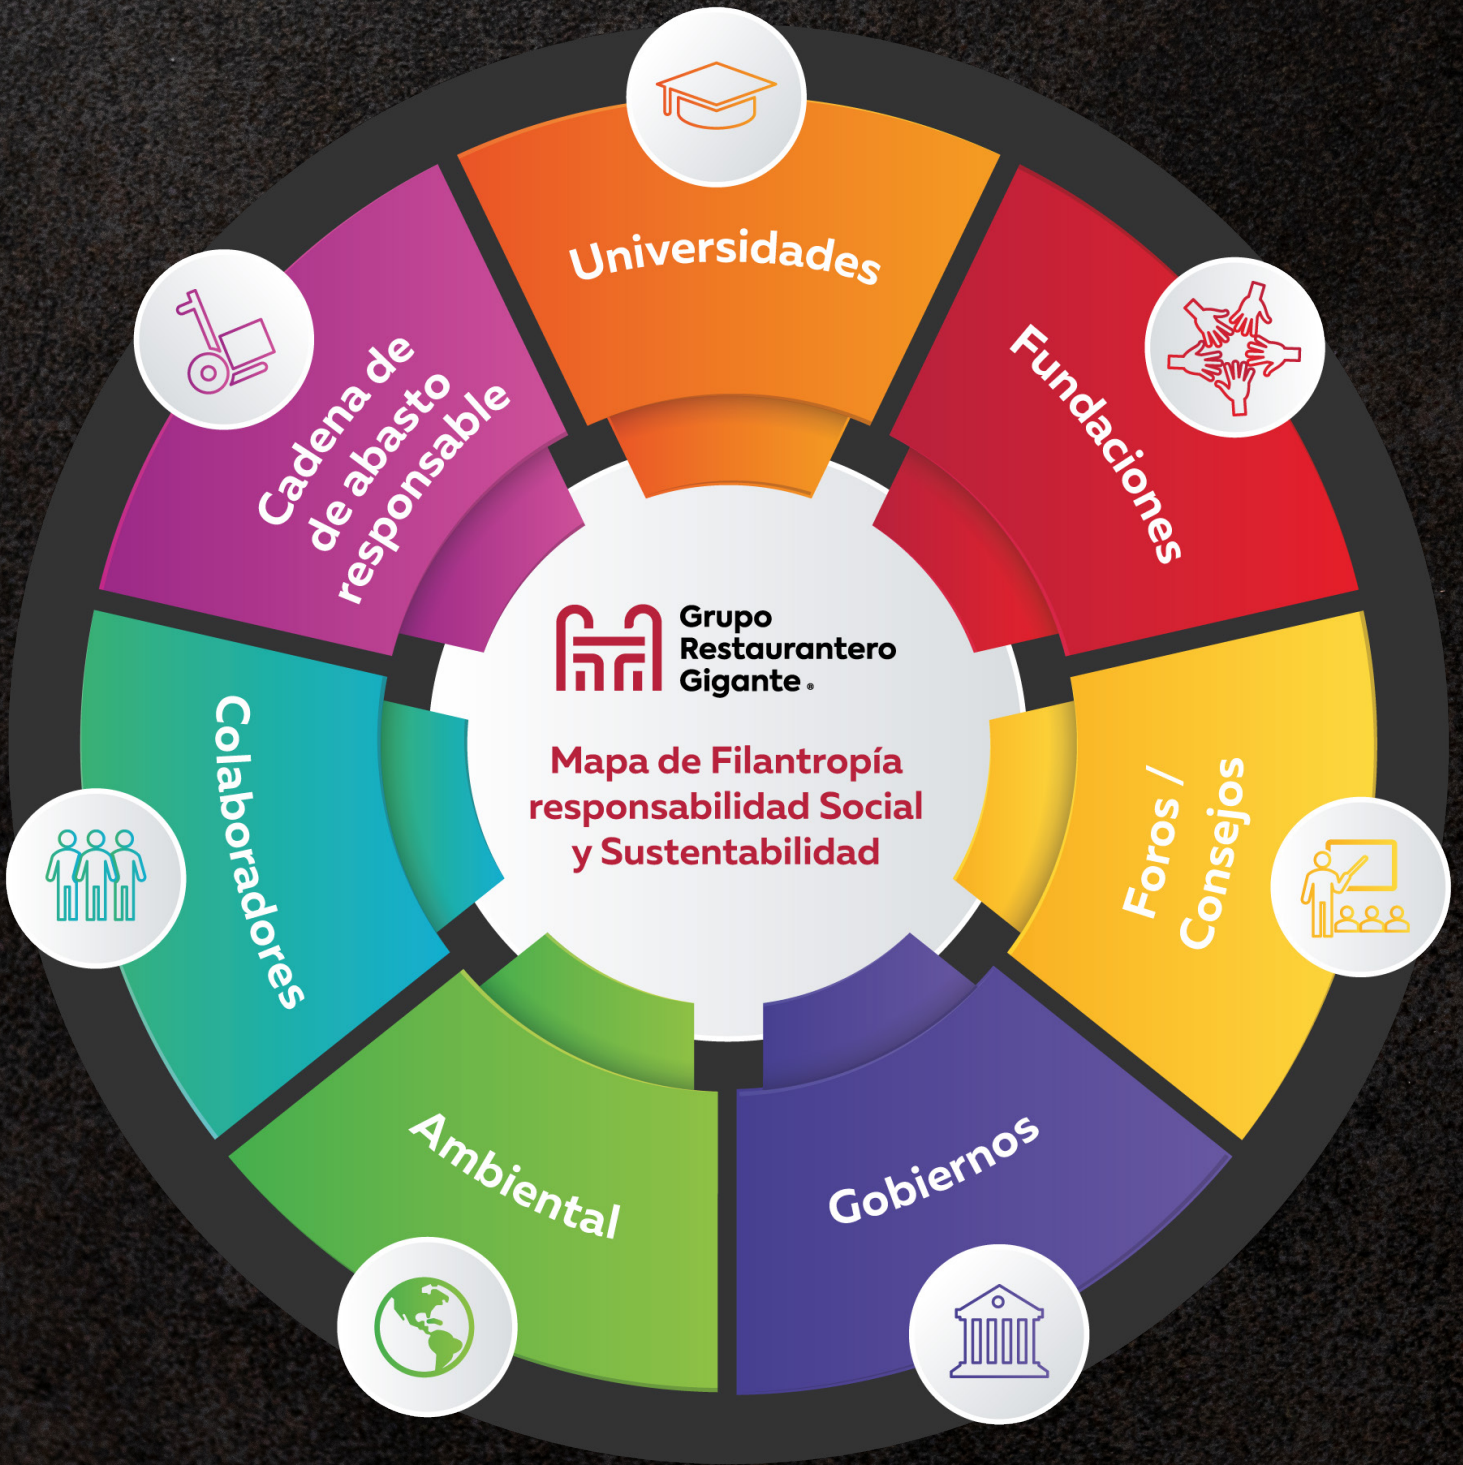 Universidades
Fundaciones
Foros /
Consejos
Gobiernos
Ambiental
Colaboradores
Cadena de
de abasto
responsable
Grupo
Restaurantero
Gigante ®
Mapa de Filantropía
responsabilidad Social
y Sustentabilidad